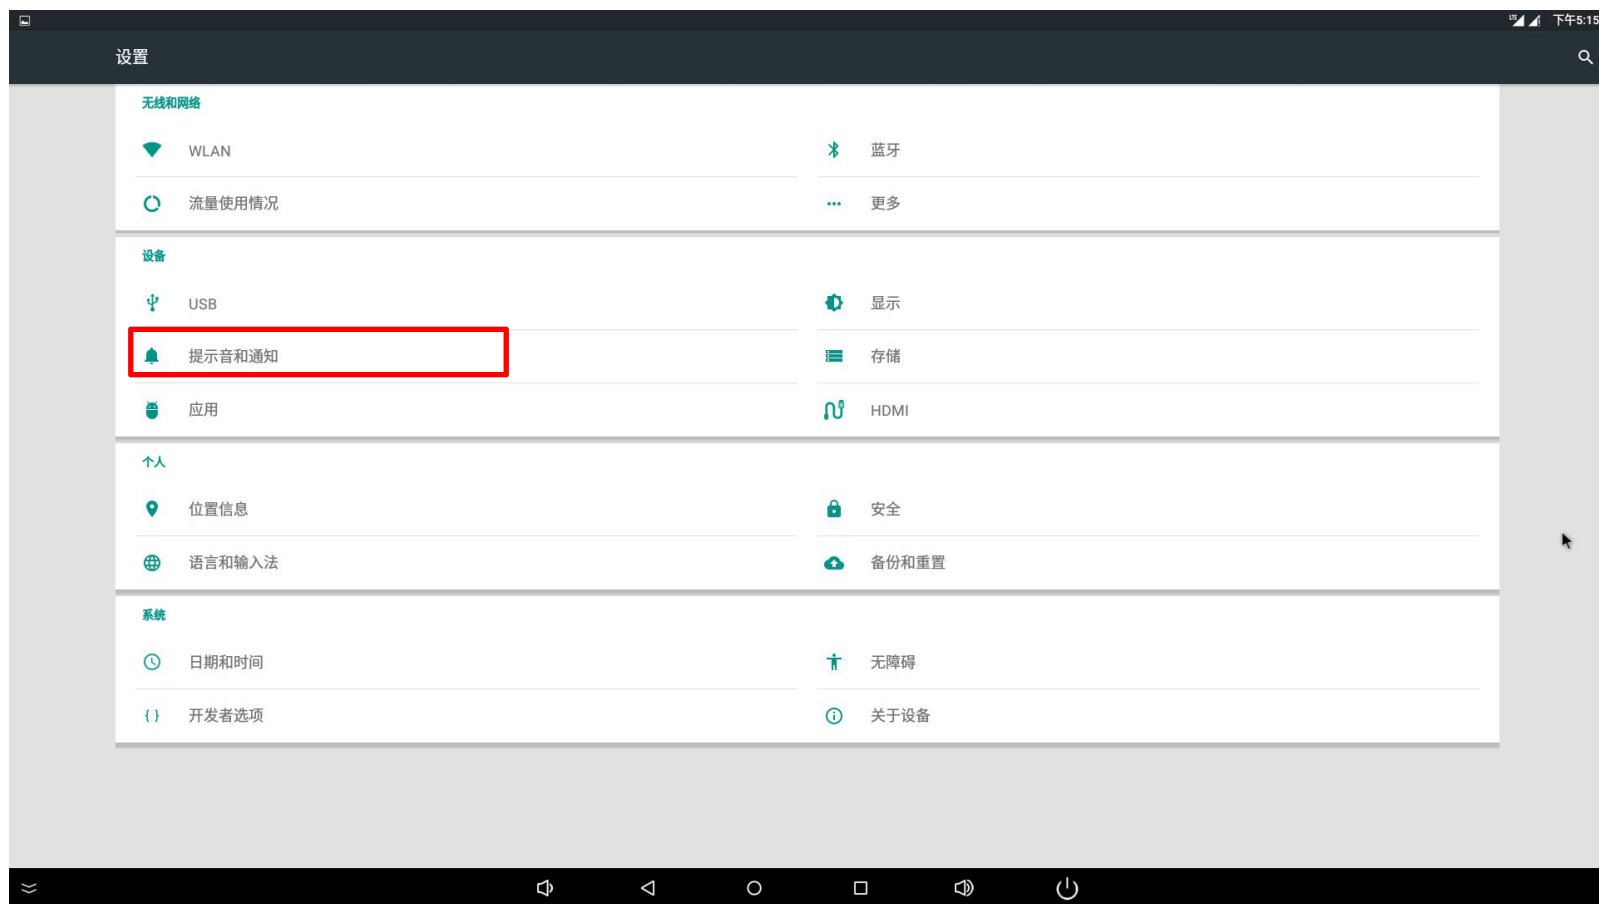 LTE 下午5:15
设置
无线和网络
WLAN
蓝牙
流量使用情况
更多
设备
USB
显示
提示音和通知
存储
应用
HDMI
个人
位置信息
安全
语言和输入法
备份和重置
系统
日期和时间
无障碍
{ } 开发者选项
关于设备